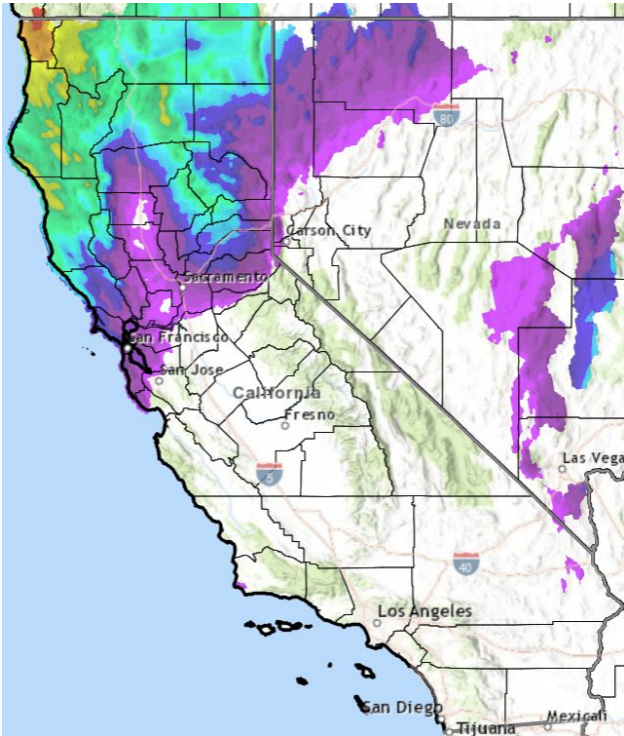 80
Nevada
Carson City
Sacramento
San Francisco
San Jose
California
Fresno
Las Vega
5
40
Los Angeles
San Diego
Tijuana
Mexicali